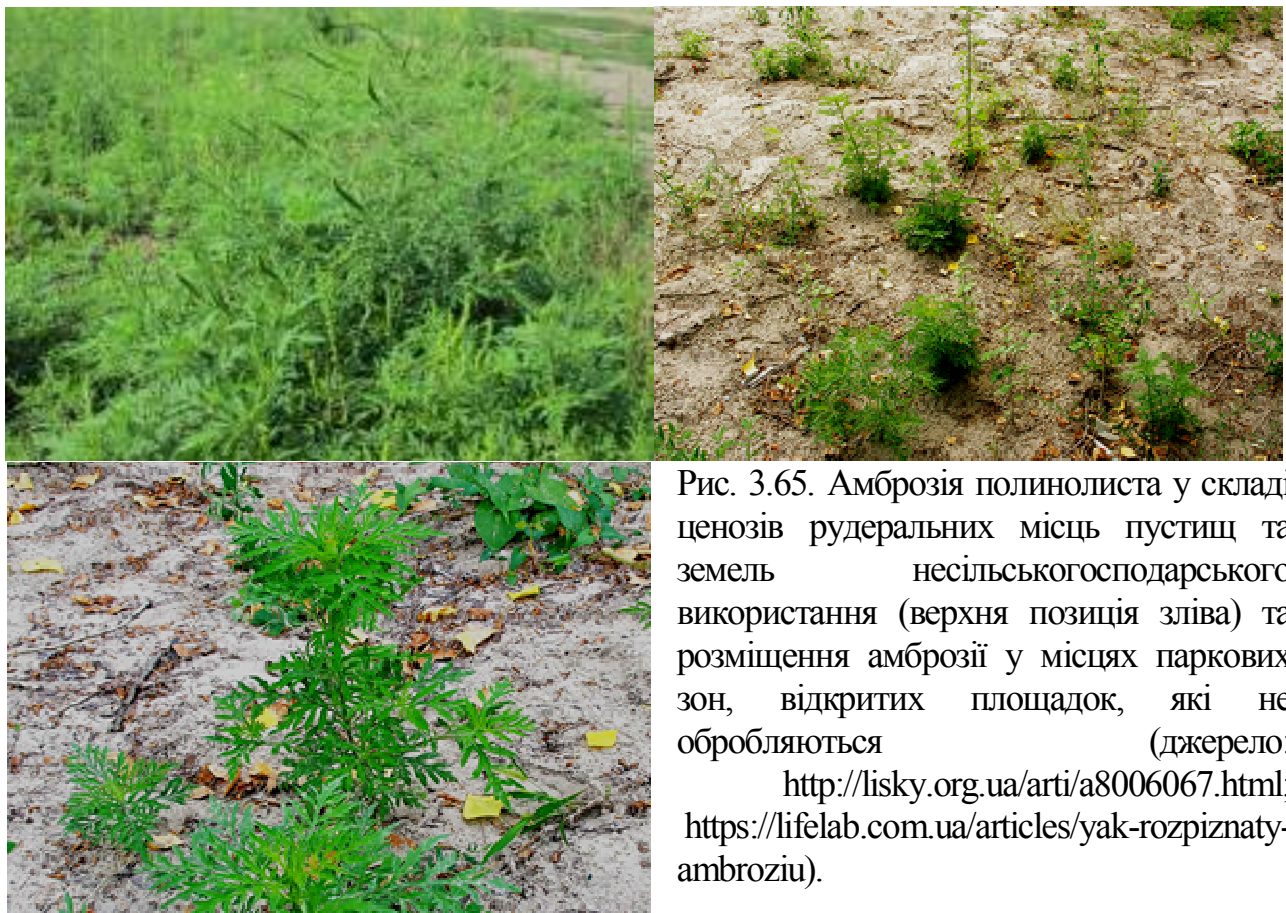 Рис. 3.65. Амброзія полинолиста у складі
ценозів рудеральних місць пустищ та
земель несільськогосподарського
використання (верхня позиція зліва) та
розміщення амброзії у місцях паркових
зон, відкритих площадок, які не
обробляються (джерело:
http://lisky.org.ua/arti/a8006067.html;
https://lifelab.com.ua/articles/yak-rozpiznaty-
ambroziu).